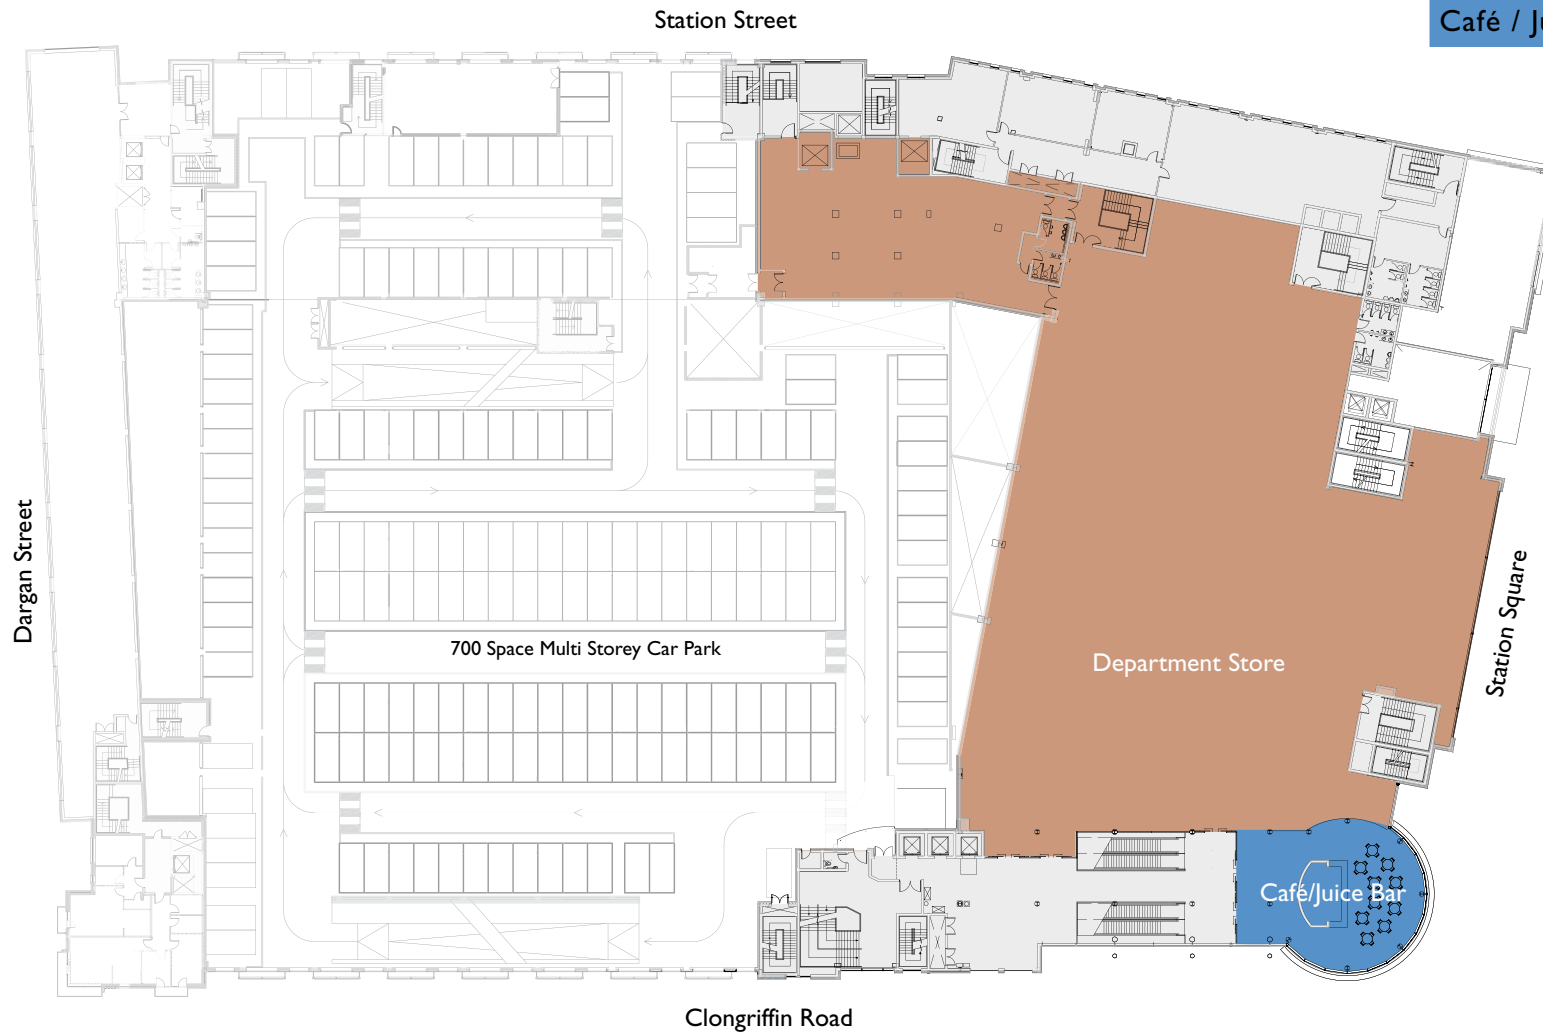 Station Street
Café / Ju
Dargan Street
700 Space Multi Storey Car Park
Department Store
Station Square
Café/Juice Bar
Clongriffin Road